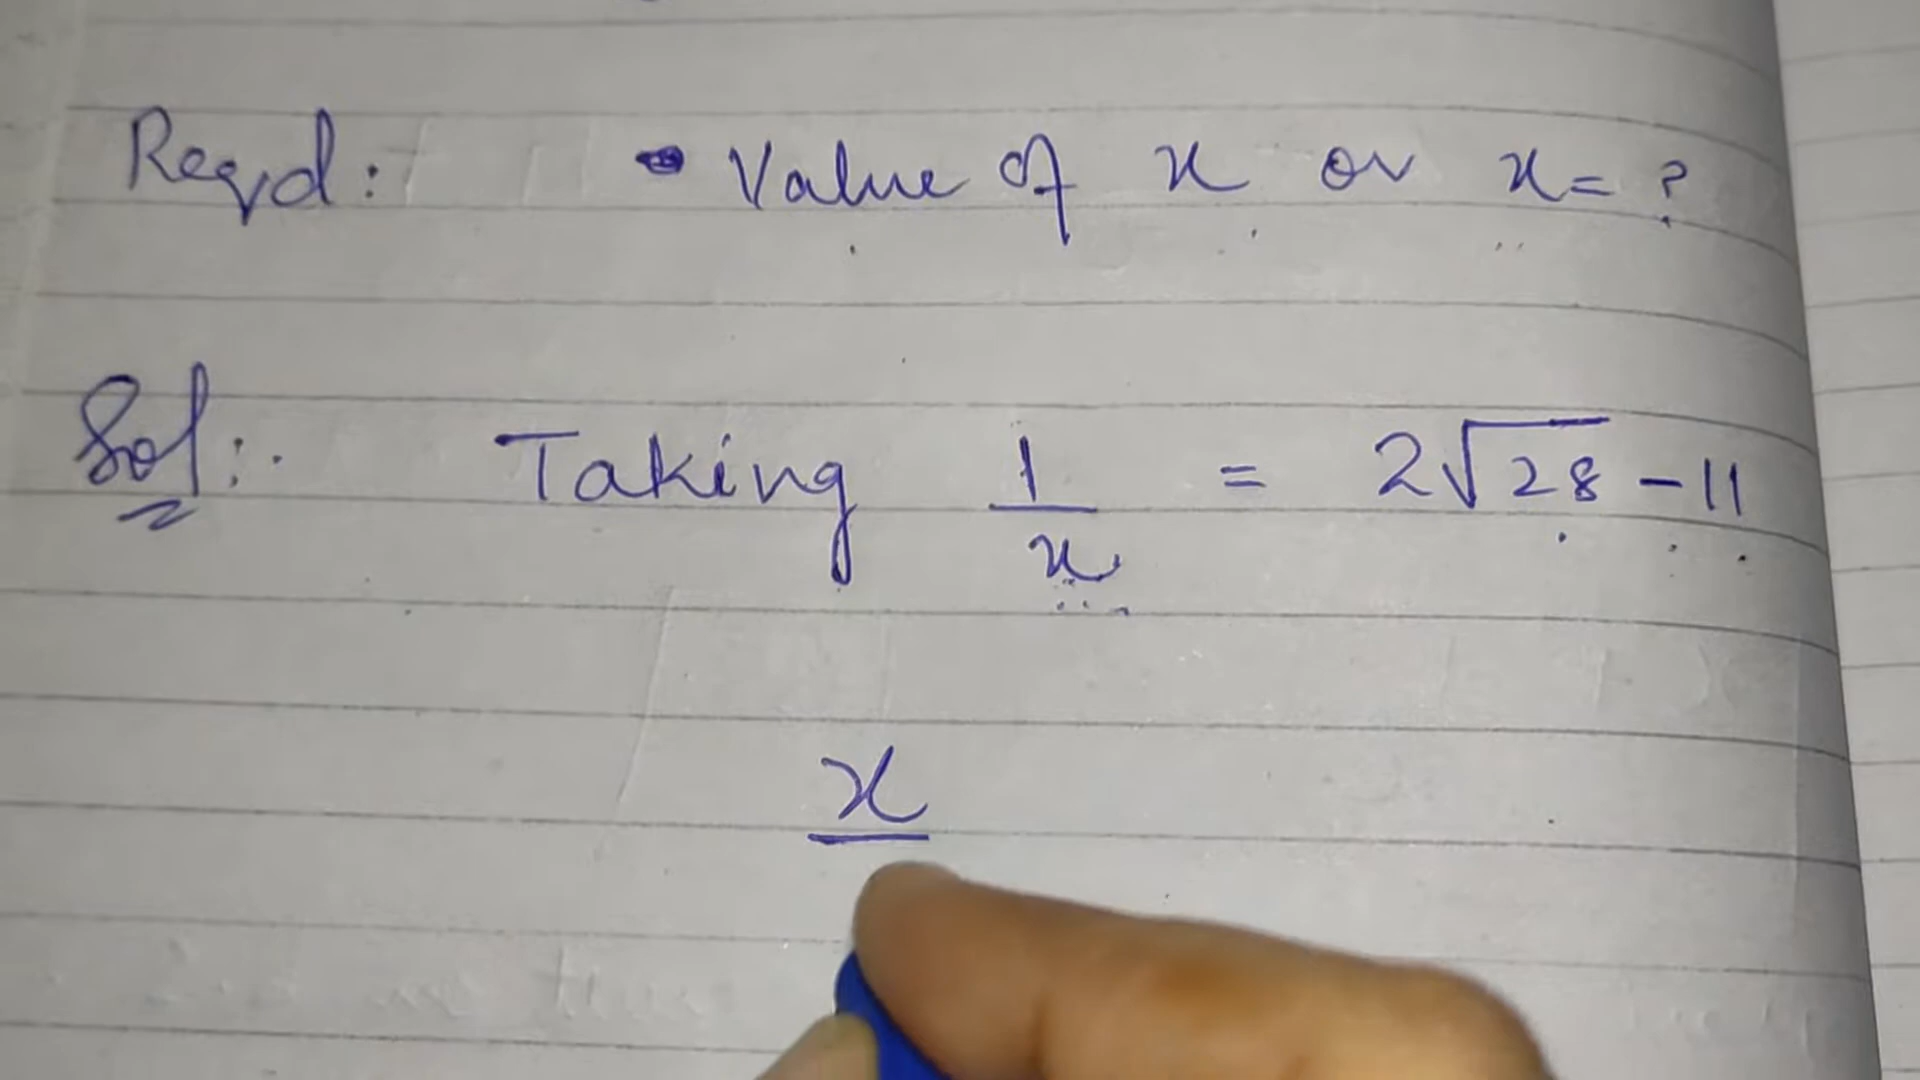 Reqd: Value of x or x = ?
Sol: Taking 1/x = 2√28 - 11
x